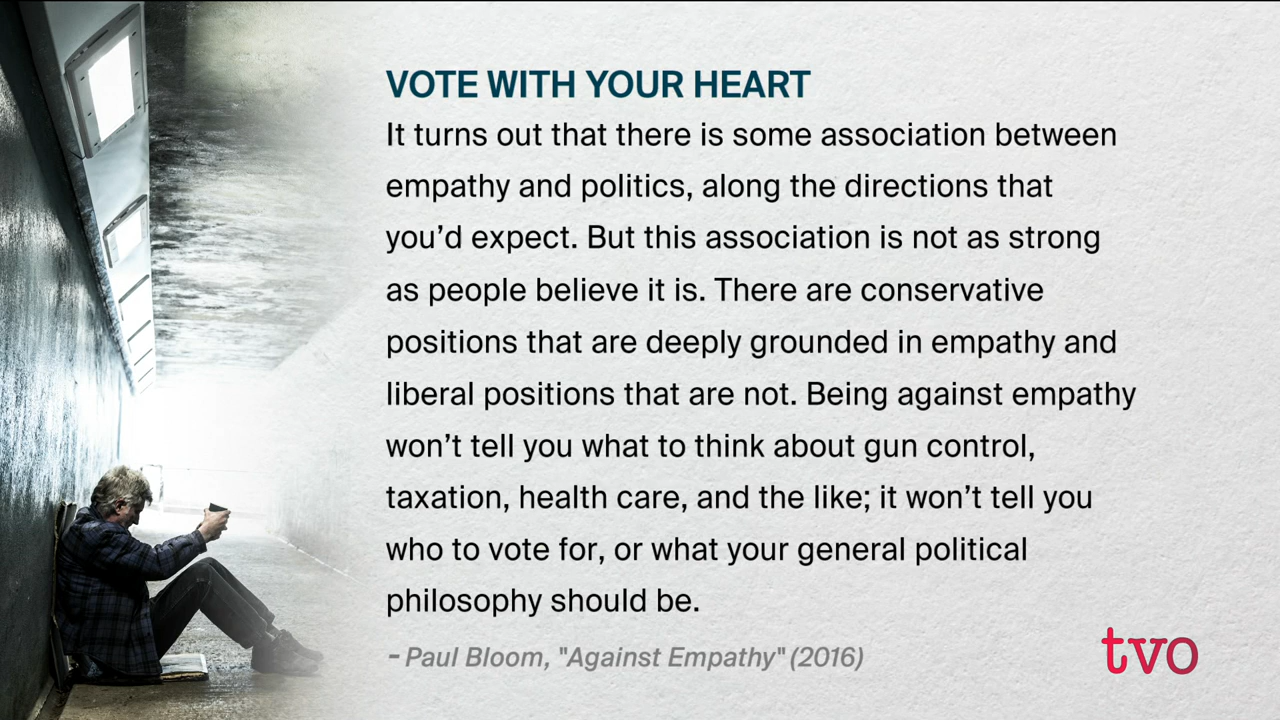 VOTE WITH YOUR HEART
It turns out that there is some association between
empathy and politics, along the directions that
you’d expect. But this association is not as strong
as people believe it is. There are conservative
positions that are deeply grounded in empathy and
liberal positions that are not. Being against empathy
won’t tell you what to think about gun control,
taxation, health care, and the like; it won’t tell you
who to vote for, or what your general political
philosophy should be.
– Paul Bloom, "Against Empathy" (2016)
tvo